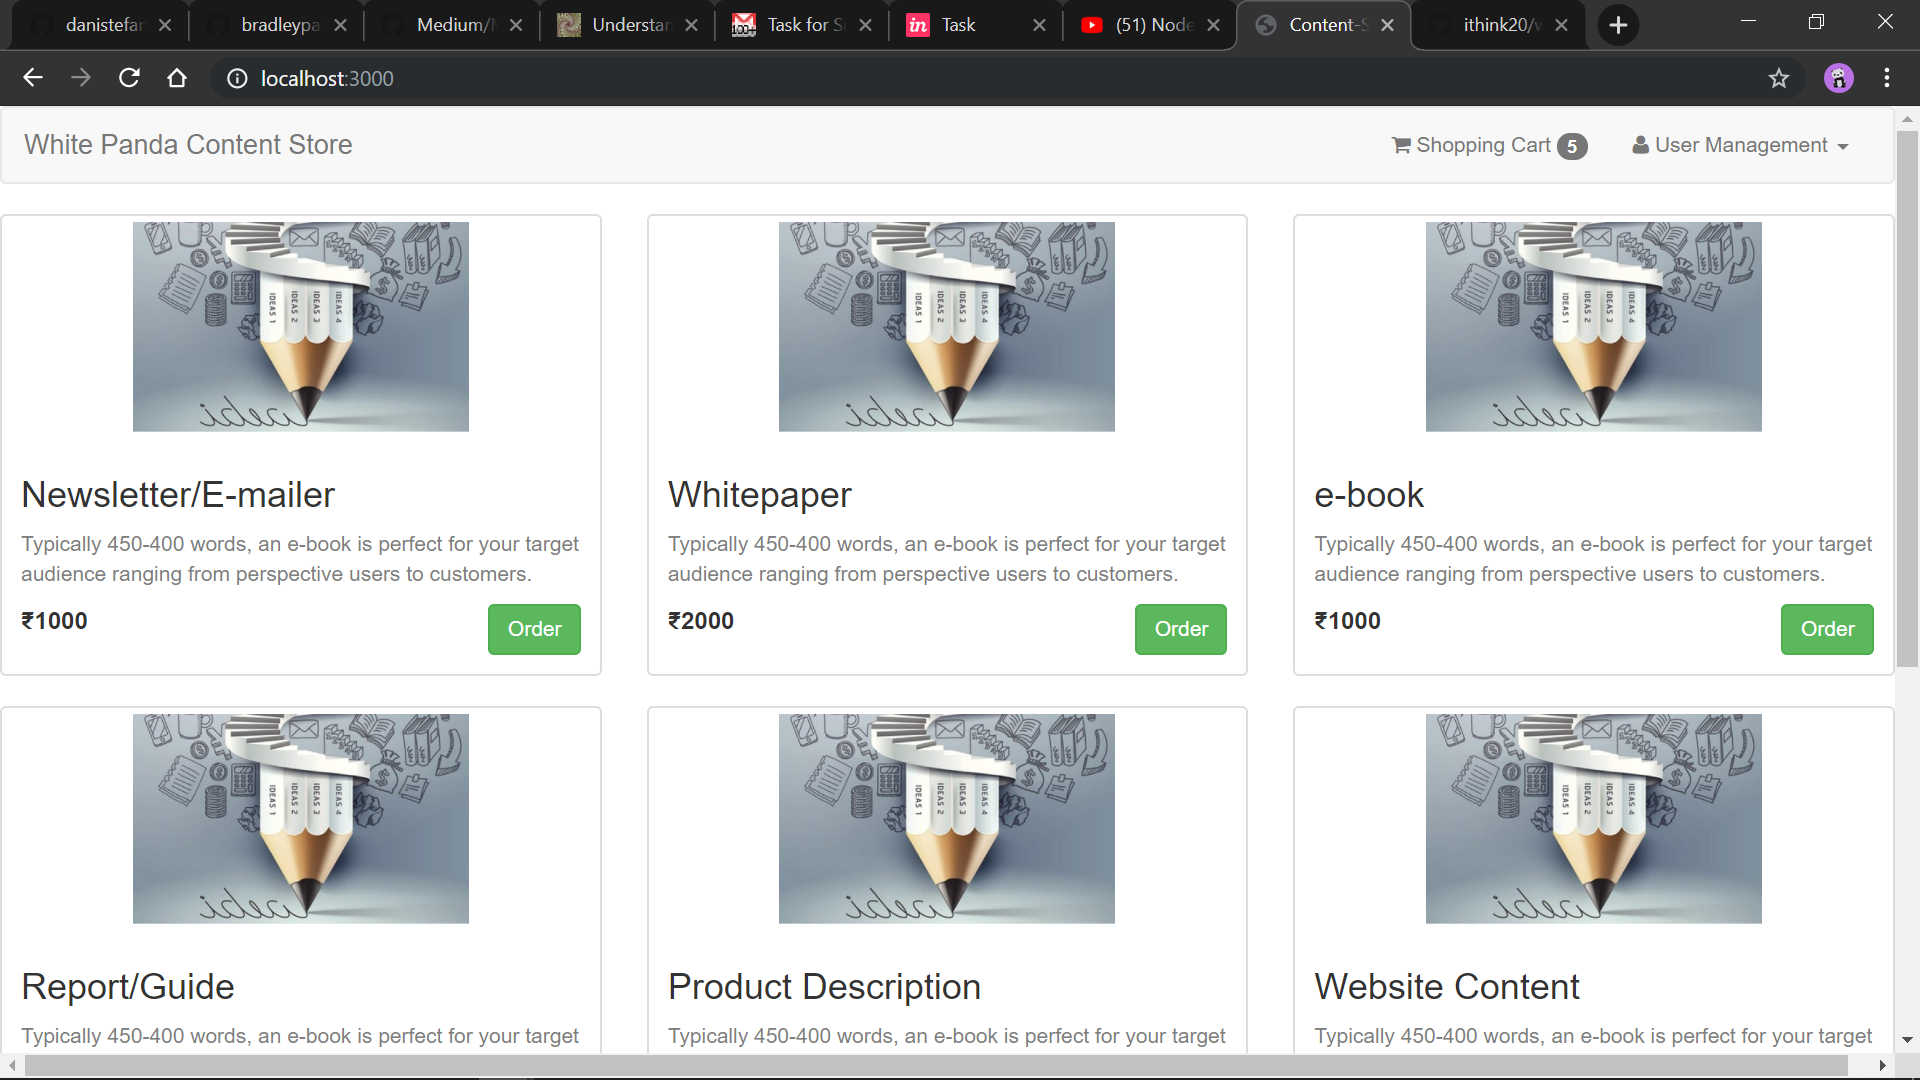 danistefan
bradleypa
Medium/M
Understan
Task for S
Task
(51) Node
Content-S
ithink20/v
localhost:3000
White Panda Content Store
Shopping Cart 5
User Management
IDEAS 1 IDEAS 2 IDEAS 3 IDEAS 4
IDEAS 1 IDEAS 2 IDEAS 3 IDEAS 4
IDEAS 1 IDEAS 2 IDEAS 3 IDEAS 4
Newsletter/E-mailer
Typically 450-400 words, an e-book is perfect for your target
audience ranging from perspective users to customers.
₹1000
Order
Whitepaper
Typically 450-400 words, an e-book is perfect for your target
audience ranging from perspective users to customers.
₹2000
Order
e-book
Typically 450-400 words, an e-book is perfect for your target
audience ranging from perspective users to customers.
₹1000
Order
IDEAS 1 IDEAS 2 IDEAS 3 IDEAS 4
IDEAS 1 IDEAS 2 IDEAS 3 IDEAS 4
IDEAS 1 IDEAS 2 IDEAS 3 IDEAS 4
Report/Guide
Typically 450-400 words, an e-book is perfect for your target
Product Description
Typically 450-400 words, an e-book is perfect for your target
Website Content
Typically 450-400 words, an e-book is perfect for your target